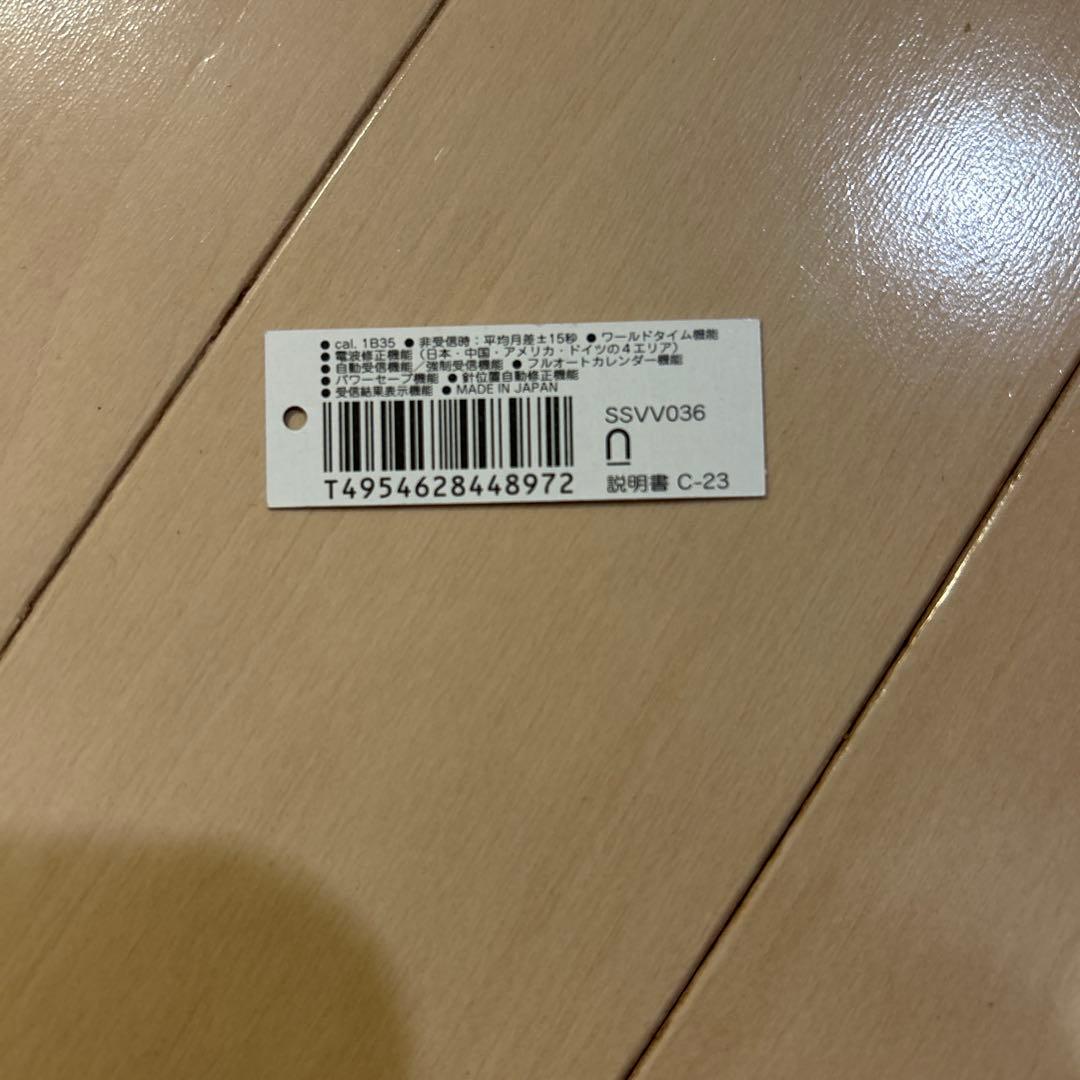 ● cal. 1B35 ● 非受信時：平均月差±15秒 ● ワールドタイム機能
● 電波修正機能（日本・中国・アメリカ・ドイツの4エリア）
● 自動受信機能／強制受信機能 ● フルオートカレンダー機能
● パワーセーブ機能 ● 針位置自動修正機能
● 受信結果表示機能 ● MADE IN JAPAN
SSVV036
T4954628448972
説明書 C-23